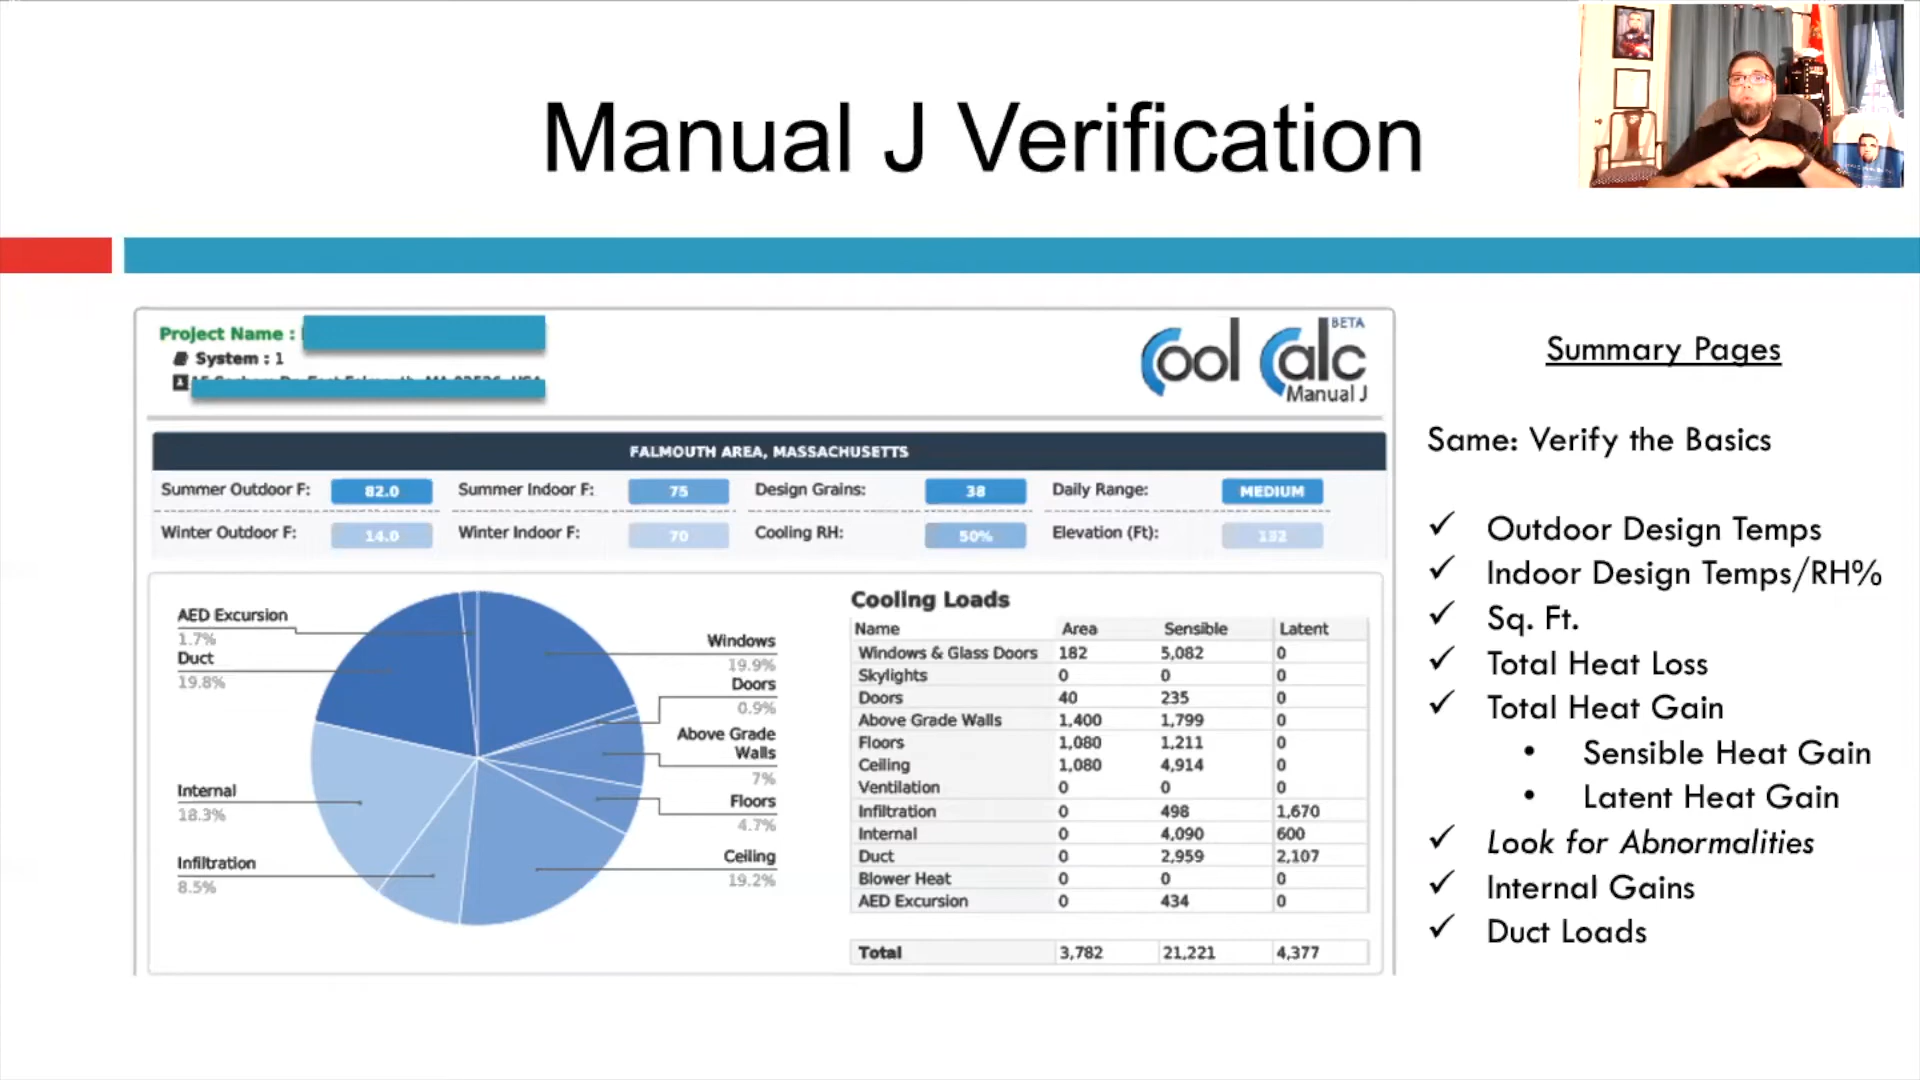 Manual J Verification
Project Name :
System : 1
BETA
Cool Calc
Manual J
FALMOUTH AREA, MASSACHUSETTS
Summer Outdoor F: 82.0 Summer Indoor F: 75 Design Grains: 38 Daily Range: MEDIUM
Winter Outdoor F: 14.0 Winter Indoor F: 70 Cooling RH: 50% Elevation (Ft): 132
AED Excursion
1.7%
Duct
19.8%
Internal
18.3%
Infiltration
8.5%
Windows
19.9%
Doors
0.9%
Above Grade
Walls
7%
Floors
4.7%
Ceiling
19.2%
Cooling Loads
Name Area Sensible Latent
Windows & Glass Doors 182 5,082 0
Skylights 0 0 0
Doors 40 235 0
Above Grade Walls 1,400 1,799 0
Floors 1,080 1,211 0
Ceiling 1,080 4,914 0
Ventilation 0 0 0
Infiltration 0 498 1,670
Internal 0 4,090 600
Duct 0 2,959 2,107
Blower Heat 0 0 0
AED Excursion 0 434 0
Total 3,782 21,221 4,377
Summary Pages
Same: Verify the Basics
✓ Outdoor Design Temps
✓ Indoor Design Temps/RH%
✓ Sq. Ft.
✓ Total Heat Loss
✓ Total Heat Gain
• Sensible Heat Gain
• Latent Heat Gain
✓ Look for Abnormalities
✓ Internal Gains
✓ Duct Loads